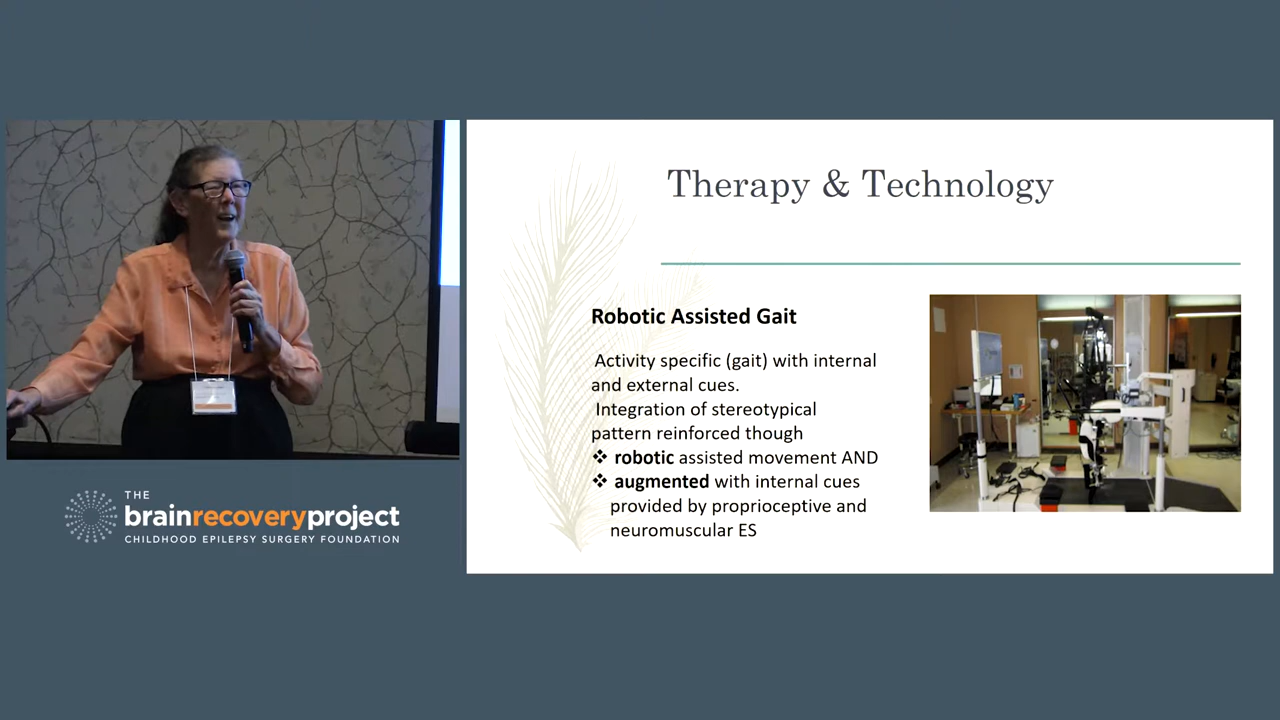 THE
brainrecoveryproject
CHILDHOOD EPILEPSY SURGERY FOUNDATION
Therapy & Technology
Robotic Assisted Gait
Activity specific (gait) with internal
and external cues.
Integration of stereotypical
pattern reinforced though
❖ robotic assisted movement AND
❖ augmented with internal cues
provided by proprioceptive and
neuromuscular ES